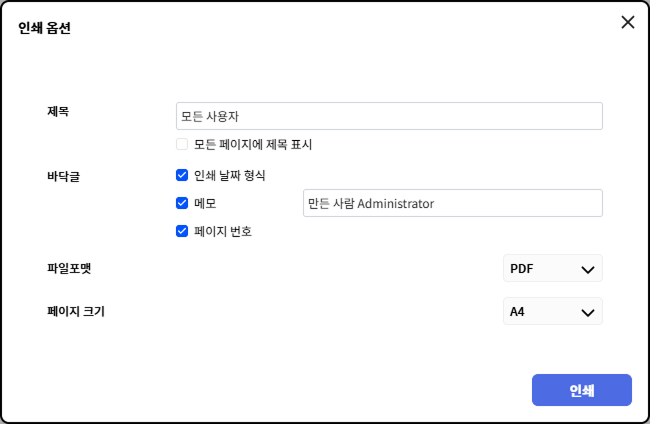 인쇄 옵션
제목
모든 사용자
모든 페이지에 제목 표시
바닥글
인쇄 날짜 형식
메모
만든 사람 Administrator
페이지 번호
파일포맷
PDF
페이지 크기
A4
인쇄